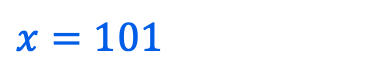 x = 101